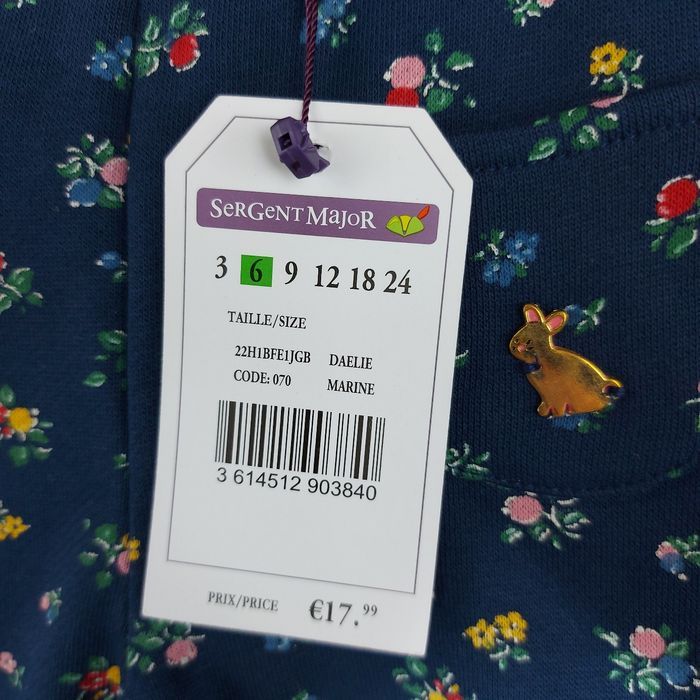 SeRGeNT MaJoR
3 6 9 12 18 24
TAILLE/SIZE
22H1BFE1JGB DAELIE
CODE: 070 MARINE
3 614512 903840
PRIX/PRICE €17.99